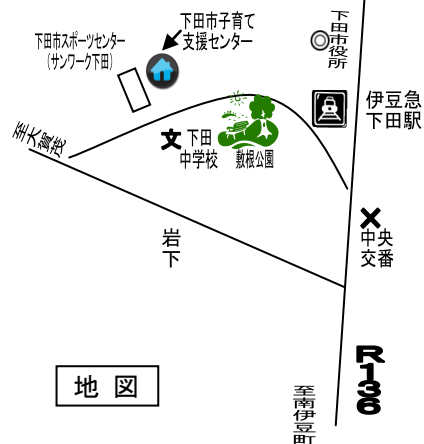 下田市子育て
支援センター
下田市スポーツセンター
（サンワーク下田）
下田市役所
伊豆急
下田駅
至大賀茂
文
下田
中学校
敷根公園
中央
交番
岩
下
R136
至南伊豆町
地図